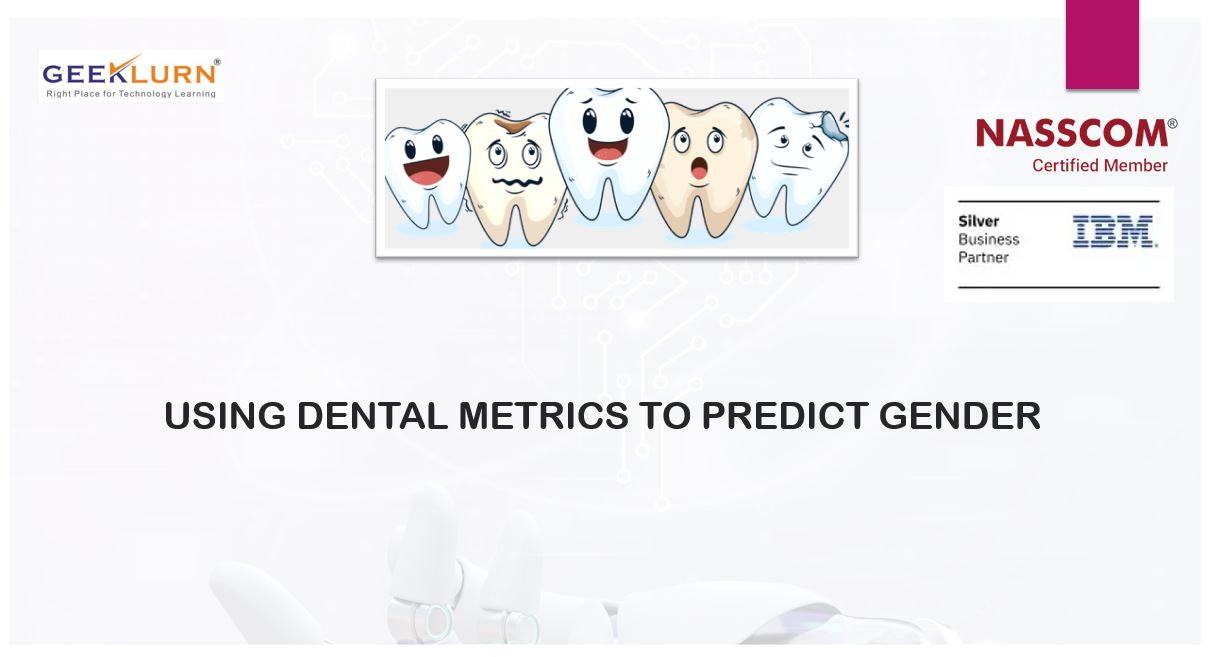 GEEKLURN®
Right Place for Technology Learning
NASSCOM®
Certified Member
Silver
Business
Partner
IBM®
USING DENTAL METRICS TO PREDICT GENDER